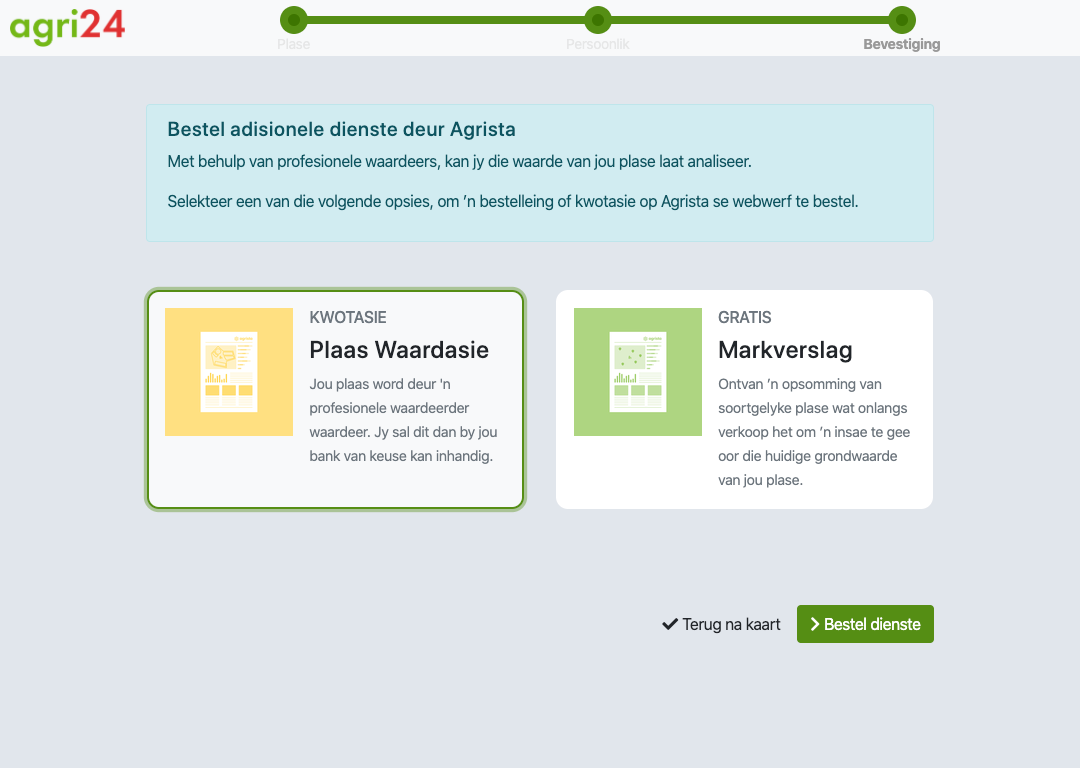 agri24
Plase
Persoonlik
Bevestiging
Bestel adisionele dienste deur Agrista
Met behulp van profesionele waardeers, kan jy die waarde van jou plase laat analiseer.
Selekteer een van die volgende opsies, om ’n bestelleing of kwotasie op Agrista se webwerf te bestel.
KWOTASIE
Plaas Waardasie
Jou plaas word deur 'n
profesionele waardeerder
waardeer. Jy sal dit dan by jou
bank van keuse kan inhandig.
GRATIS
Markverslag
Ontvan ’n opsomming van
soortgelyke plase wat onlangs
verkoop het om ’n insae te gee
oor die huidige grondwaarde
van jou plase.
Terug na kaart
Bestel dienste